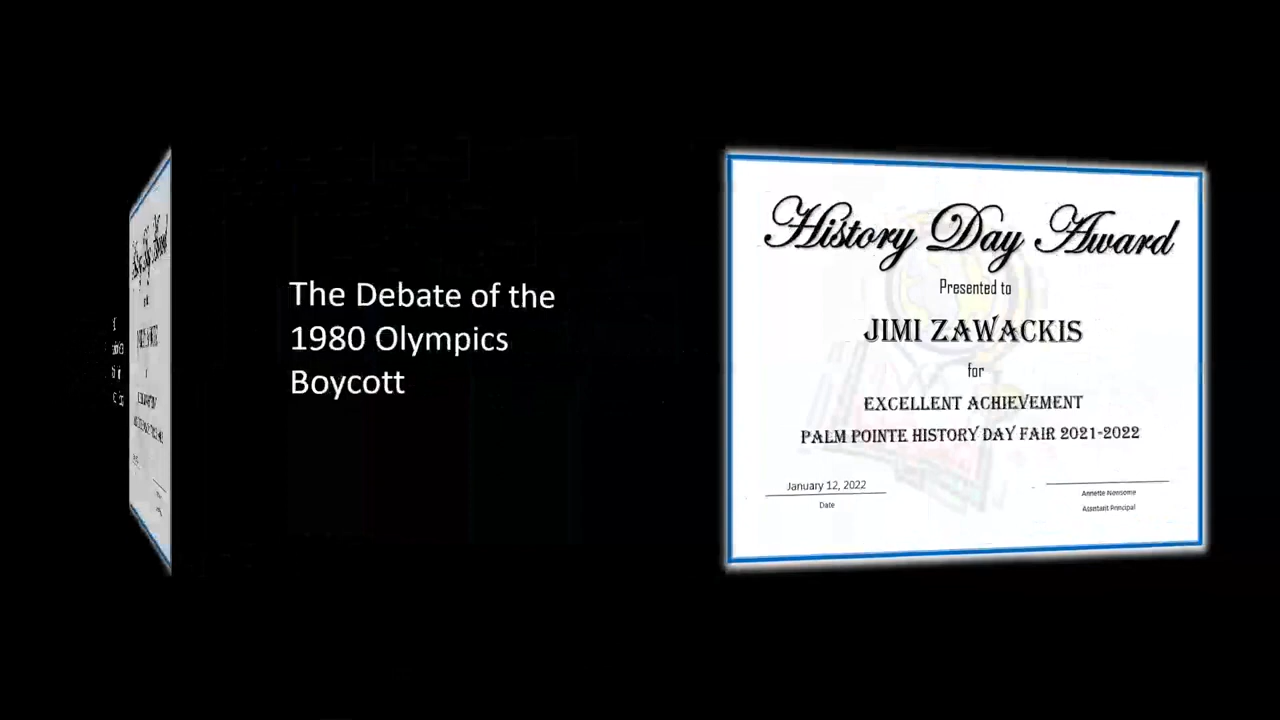 The Debate of the
1980 Olympics
Boycott
History Day Award
Presented to
JIMI ZAWACKIS
for
EXCELLENT ACHIEVEMENT
PALM POINTE HISTORY DAY FAIR 2021-2022
January 12, 2022
Date
Annette Newsome
Assistant Principal